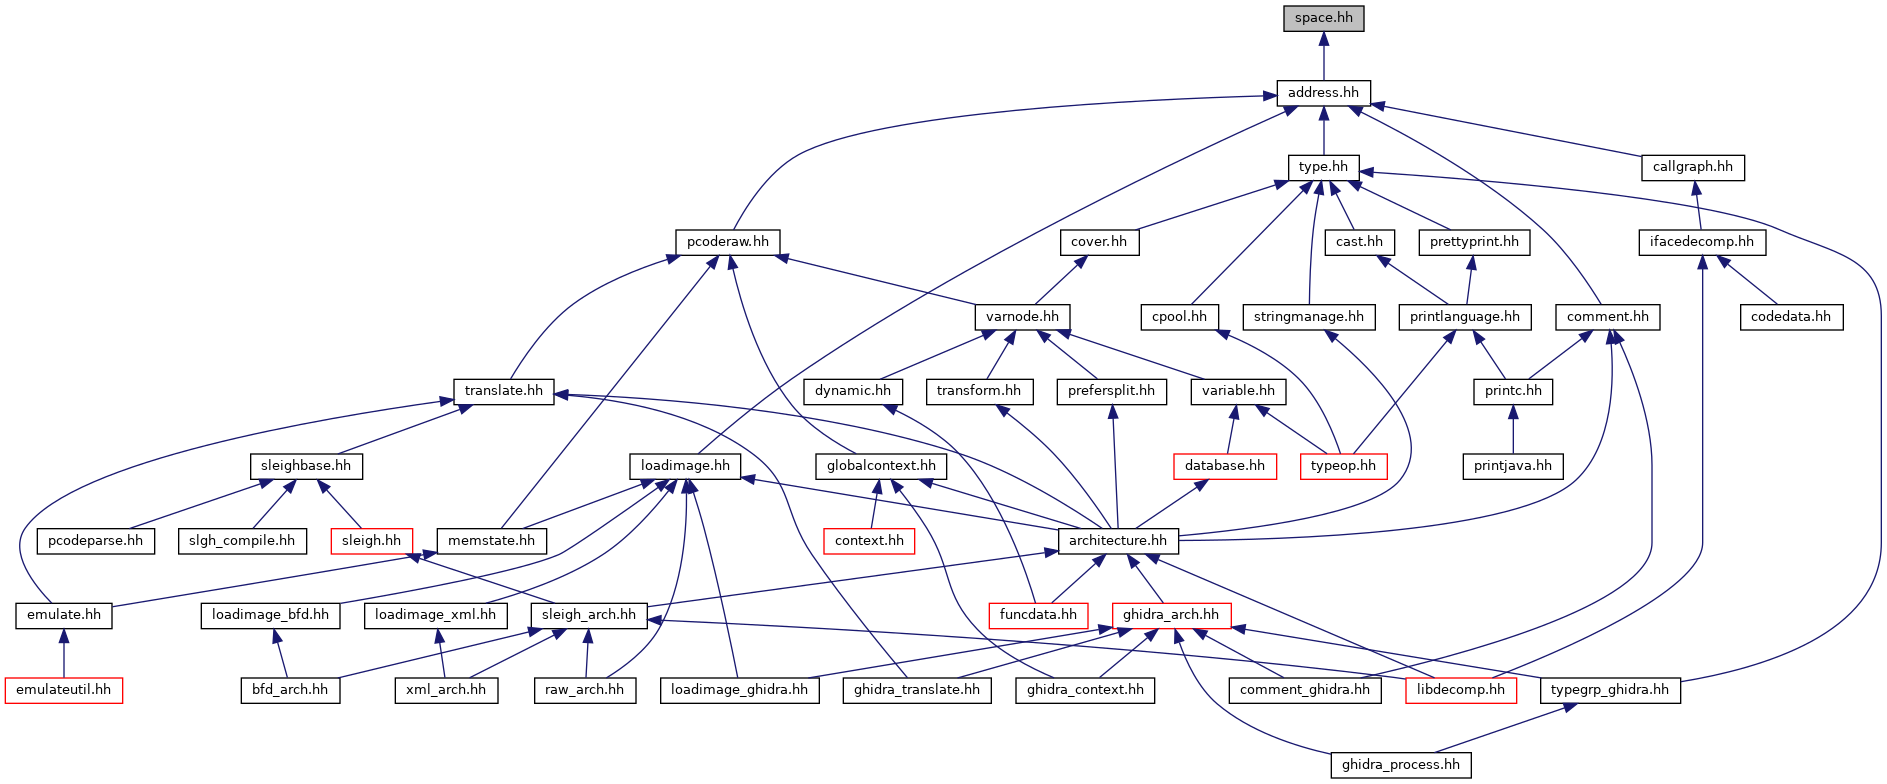 space.hh
address.hh
type.hh
callgraph.hh
pcoderaw.hh
cover.hh
cast.hh
prettyprint.hh
ifacedecomp.hh
varnode.hh
cpool.hh
stringmanage.hh
printlanguage.hh
comment.hh
codedata.hh
translate.hh
dynamic.hh
transform.hh
prefersplit.hh
variable.hh
printc.hh
sleighbase.hh
loadimage.hh
globalcontext.hh
database.hh
typeop.hh
printjava.hh
pcodeparse.hh
slgh_compile.hh
sleigh.hh
memstate.hh
context.hh
architecture.hh
emulate.hh
loadimage_bfd.hh
loadimage_xml.hh
sleigh_arch.hh
funcdata.hh
ghidra_arch.hh
emulateutil.hh
bfd_arch.hh
xml_arch.hh
raw_arch.hh
loadimage_ghidra.hh
ghidra_translate.hh
ghidra_context.hh
comment_ghidra.hh
libdecomp.hh
typegrp_ghidra.hh
ghidra_process.hh